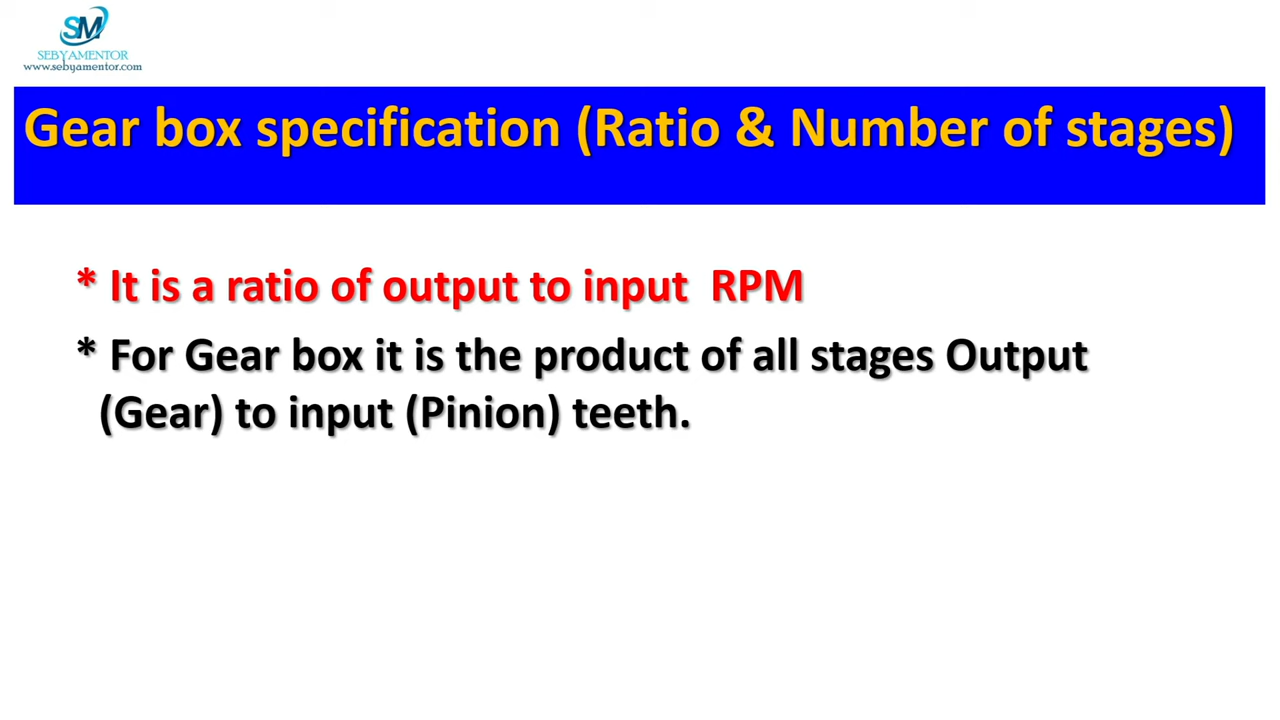 SM
SEBYAMENTOR
www.sebyamentor.com
Gear box specification (Ratio & Number of stages)
* It is a ratio of output to input RPM
* For Gear box it is the product of all stages Output
(Gear) to input (Pinion) teeth.